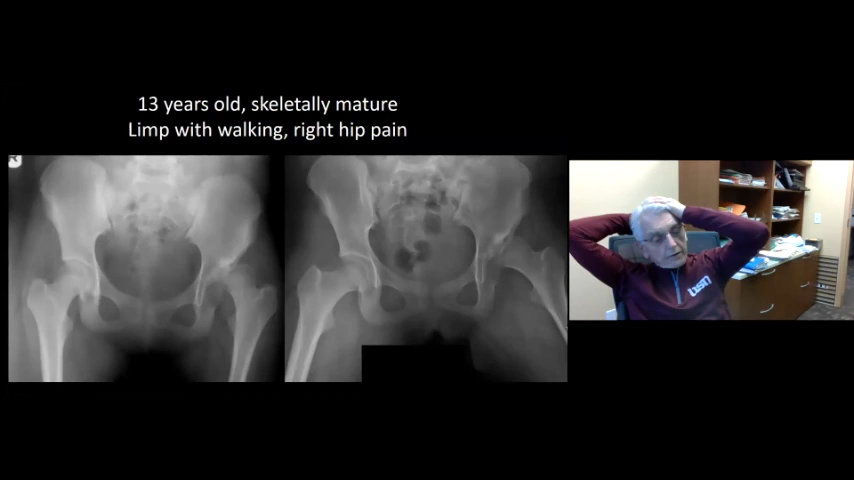 13 years old, skeletally mature
Limp with walking, right hip pain
R